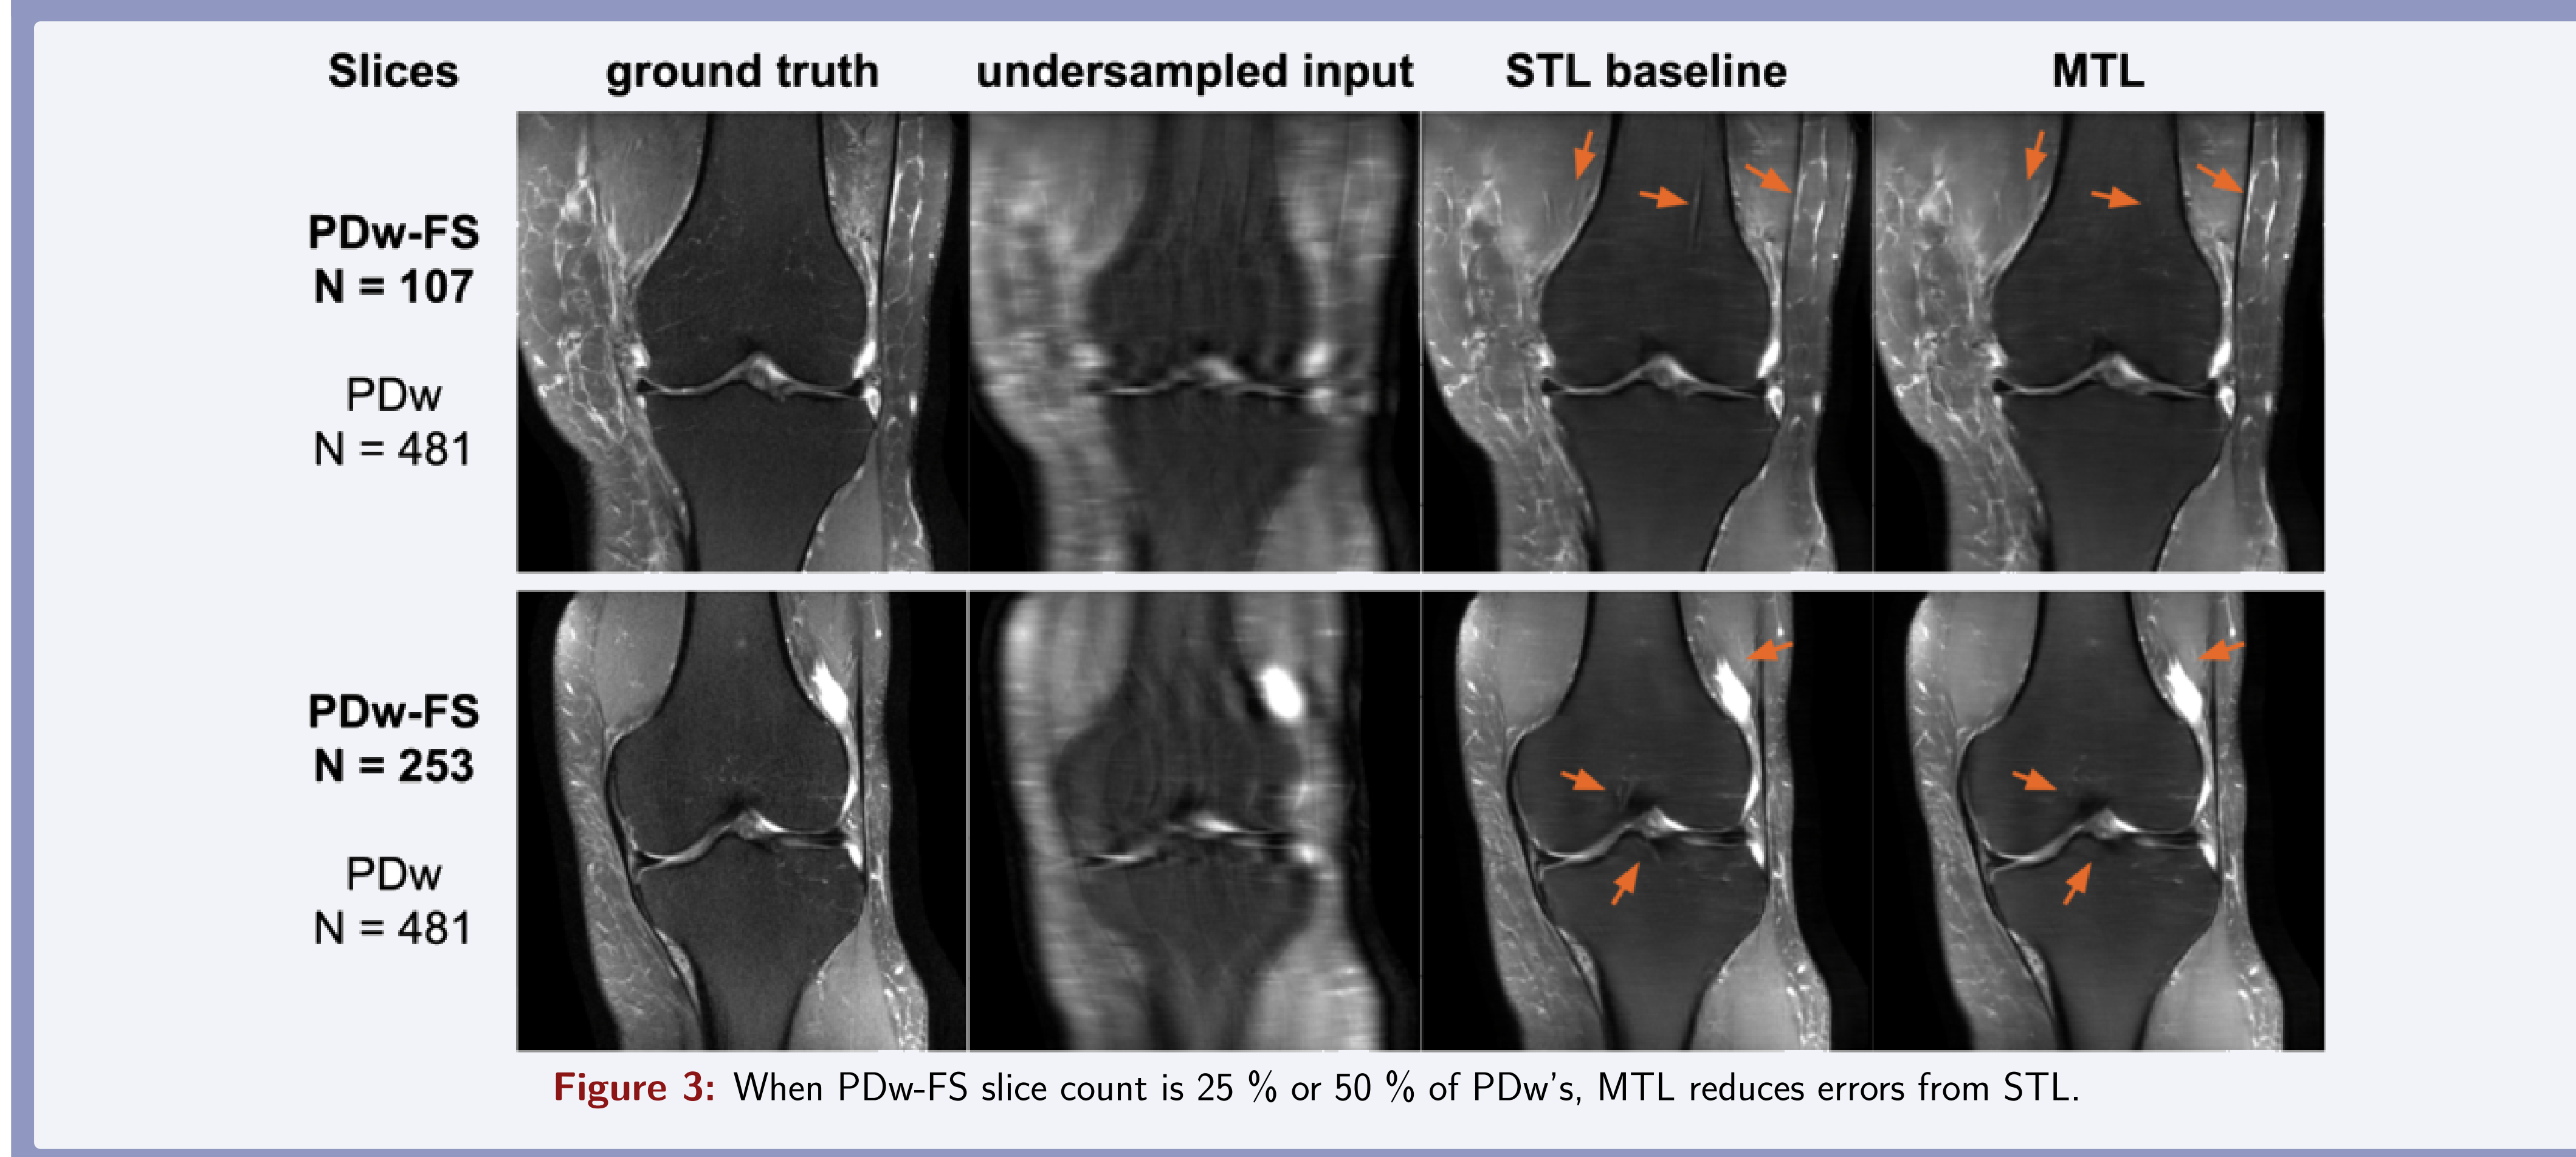 Slices ground truth undersampled input STL baseline MTL
PDw-FS
N = 107
PDw
N = 481
PDw-FS
N = 253
PDw
N = 481
Figure 3: When PDw-FS slice count is 25 % or 50 % of PDw's, MTL reduces errors from STL.